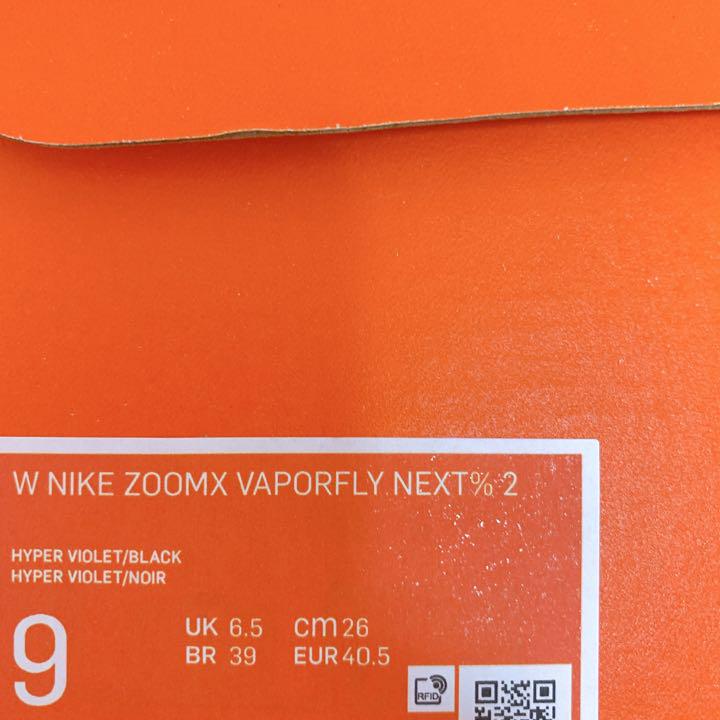 W NIKE ZOOMX VAPORFLY NEXT% 2
HYPER VIOLET/BLACK
HYPER VIOLET/NOIR
9
UK 6.5 cm 26
BR 39 EUR 40.5
RFID